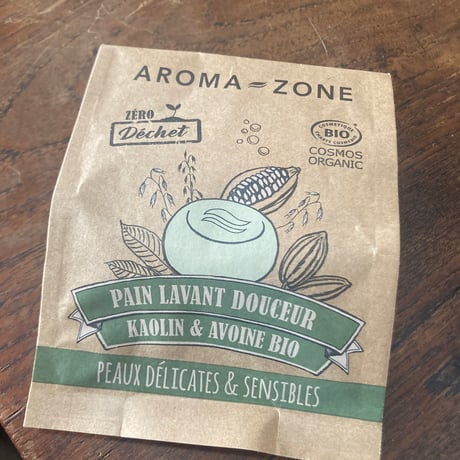 AROMA-ZONE
ZÉRO
Déchet
COSMÉTIQUE
BIO
COSMOS
ORGANIC
PAIN LAVANT DOUCEUR
KAOLIN & AVOINE BIO
PEAUX DÉLICATES & SENSIBLES